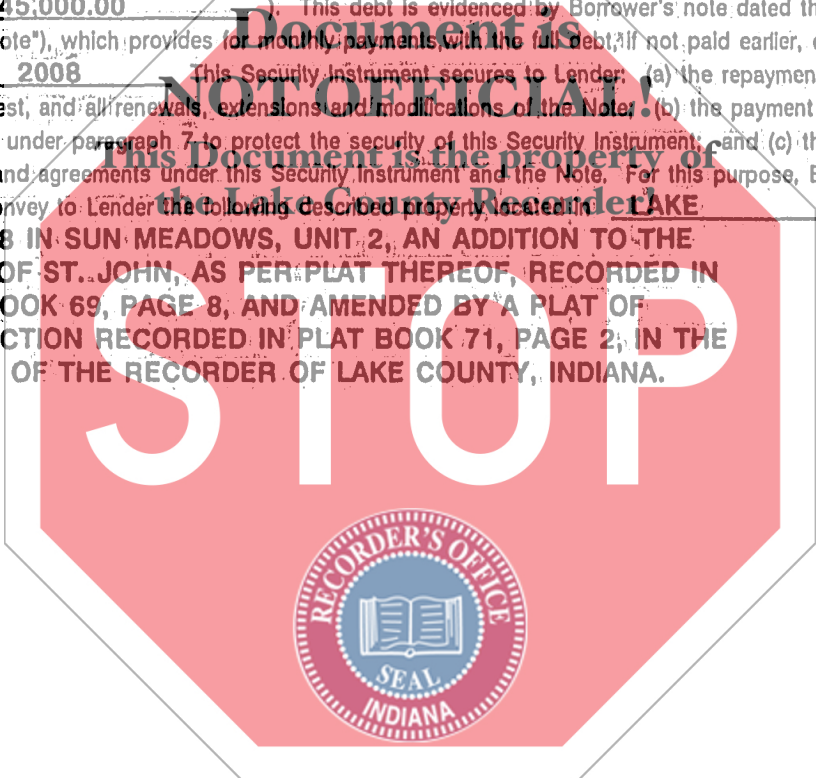 45,000.00 ). This debt is evidenced by Borrower's note dated th
ote"), which provides for monthly payments, with the full debt, if not paid earlier,
2008 This Security Instrument secures to Lender: (a) the repaymen
est, and all renewals, extensions and modifications of the Note; (b) the payment
under paragraph 7 to protect the security of this Security Instrument; and (c) th
nd agreements under this Security Instrument and the Note. For this purpose, B
nvey to Lender the following described property located in LAKE
8 IN SUN MEADOWS, UNIT 2, AN ADDITION TO THE
OF ST. JOHN, AS PER PLAT THEREOF, RECORDED IN
OOK 69, PAGE 8, AND AMENDED BY A PLAT OF
CTION RECORDED IN PLAT BOOK 71, PAGE 2, IN THE
OF THE RECORDER OF LAKE COUNTY, INDIANA.
Document is
NOT OFFICIAL!
This Document is the property of
the Lake County Recorder!
STOP
RECORDER'S OFFICE
SEAL
INDIANA